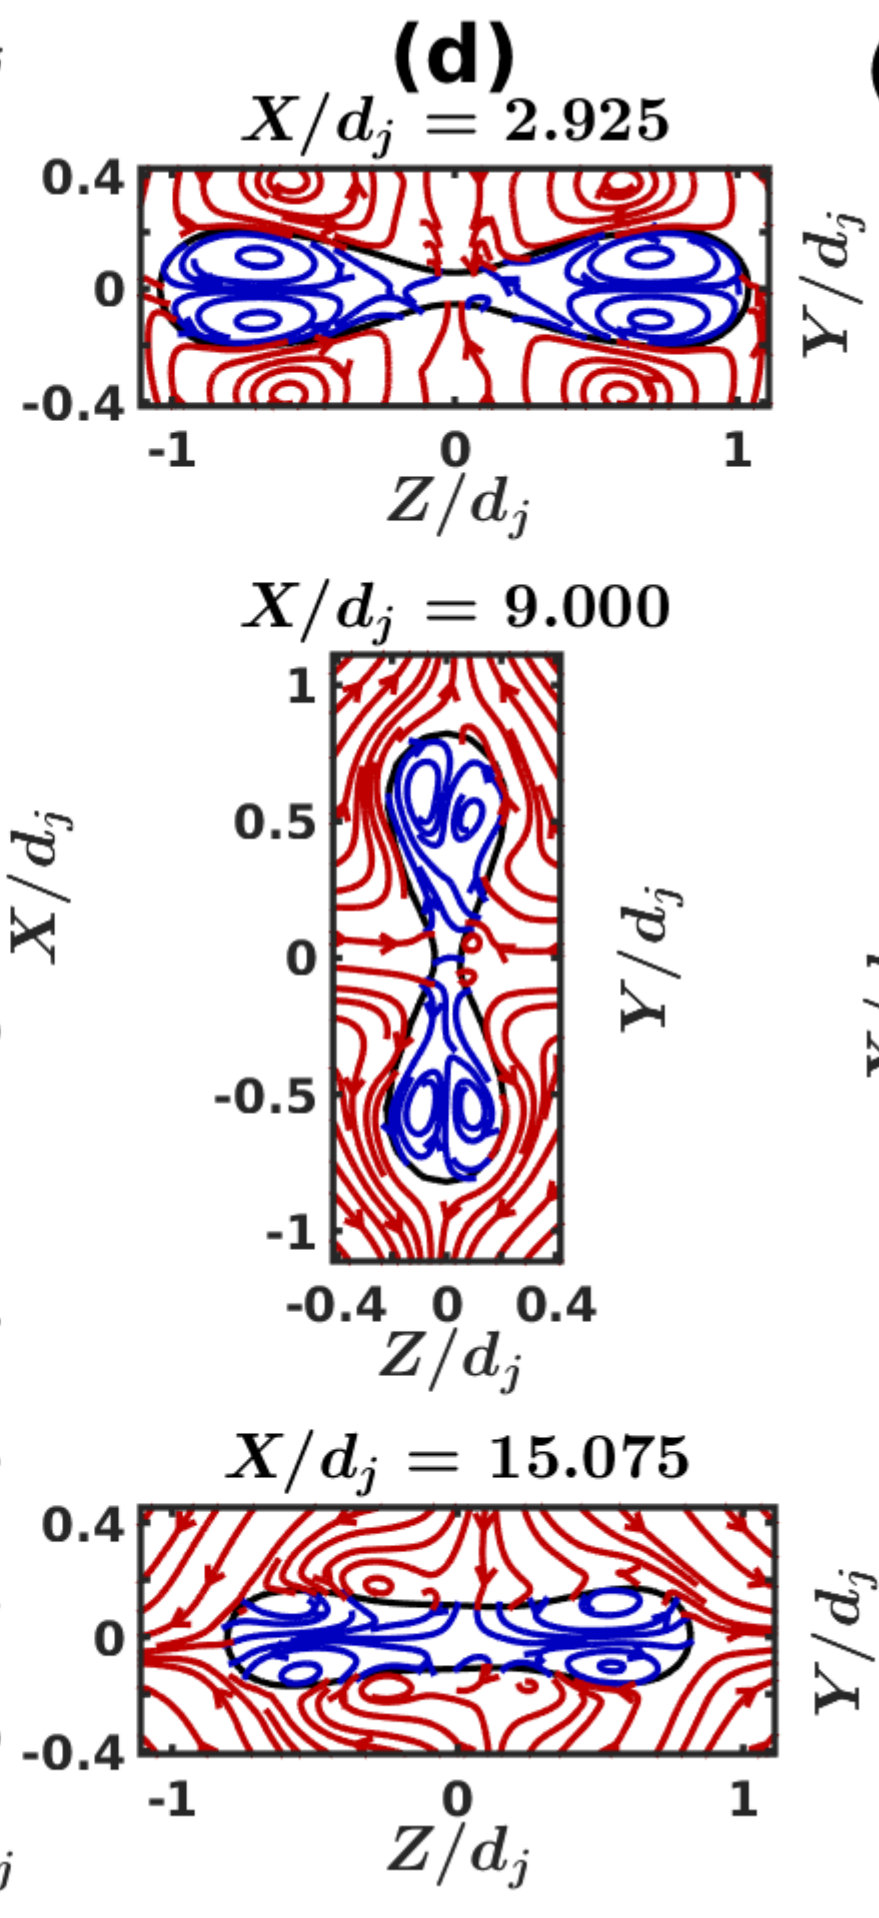 (d)
X/d_j = 2.925
0.4
0
-0.4
Y/d_j
-1 0 1
Z/d_j
X/d_j = 9.000
1
0.5
0
-0.5
-1
X/d_j
Y/d_j
-0.4 0 0.4
Z/d_j
X/d_j = 15.075
0.4
0
-0.4
Y/d_j
-1 0 1
Z/d_j